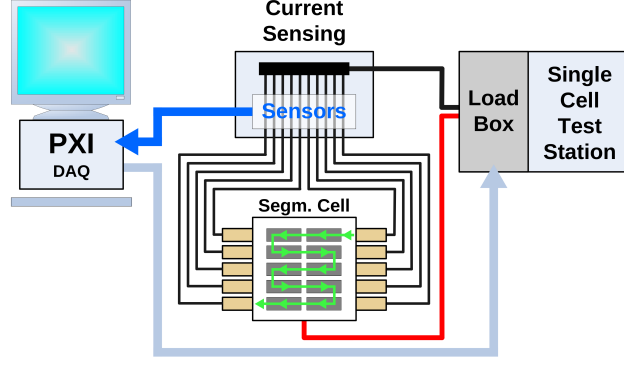 Current
Sensing
Sensors
PXI
DAQ
Load
Box
Single
Cell
Test
Station
Segm. Cell